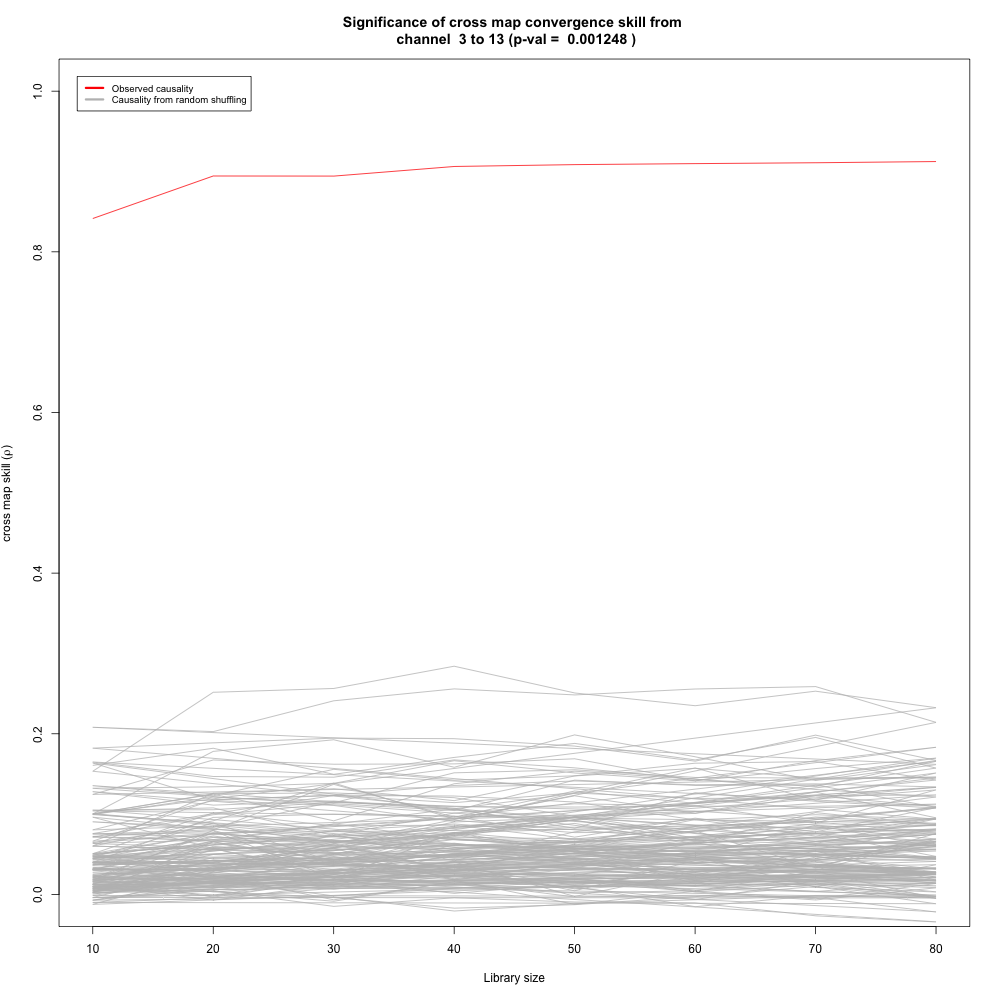 Significance of cross map convergence skill from
channel  3 to 13 (p-val =  0.001248 )
Observed causality
Causality from random shuffling
1.0
0.8
0.6
0.4
0.2
0.0
cross map skill (ρ)
10 20 30 40 50 60 70 80
Library size